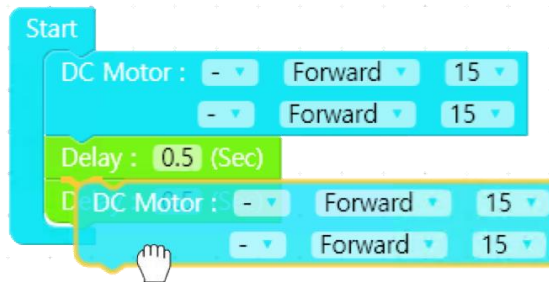 Start
DC Motor : - Forward 15
- Forward 15
Delay : 0.5 (Sec)
DC Motor : - Forward 15
- Forward 15